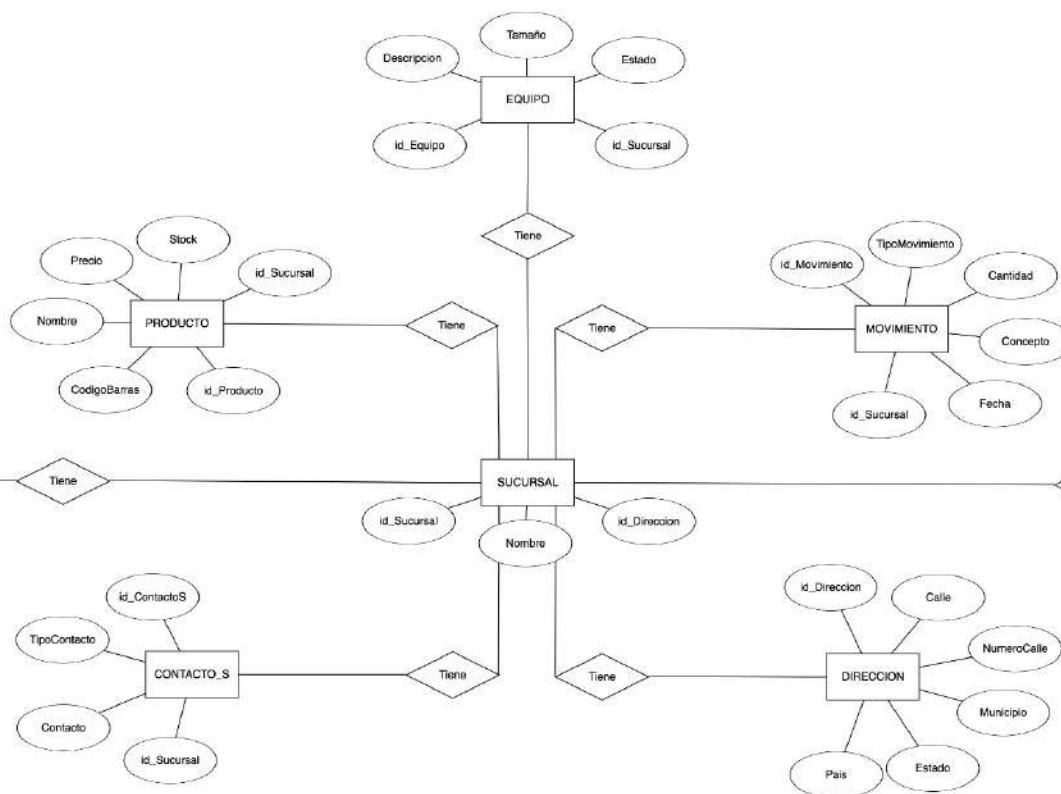 Tamaño
Descripcion
Estado
EQUIPO
id_Equipo
id_Sucursal
Tiene
Stock
Precio
id_Sucursal
Nombre
PRODUCTO
CodigoBarras
id_Producto
Tiene
Tiene
TipoMovimiento
id_Movimiento
Cantidad
MOVIMIENTO
Concepto
id_Sucursal
Fecha
Tiene
SUCURSAL
id_Sucursal
Nombre
id_Direccion
id_ContactoS
TipoContacto
CONTACTO_S
Contacto
id_Sucursal
Tiene
Tiene
id_Direccion
Calle
NumeroCalle
DIRECCION
Municipio
Pais
Estado